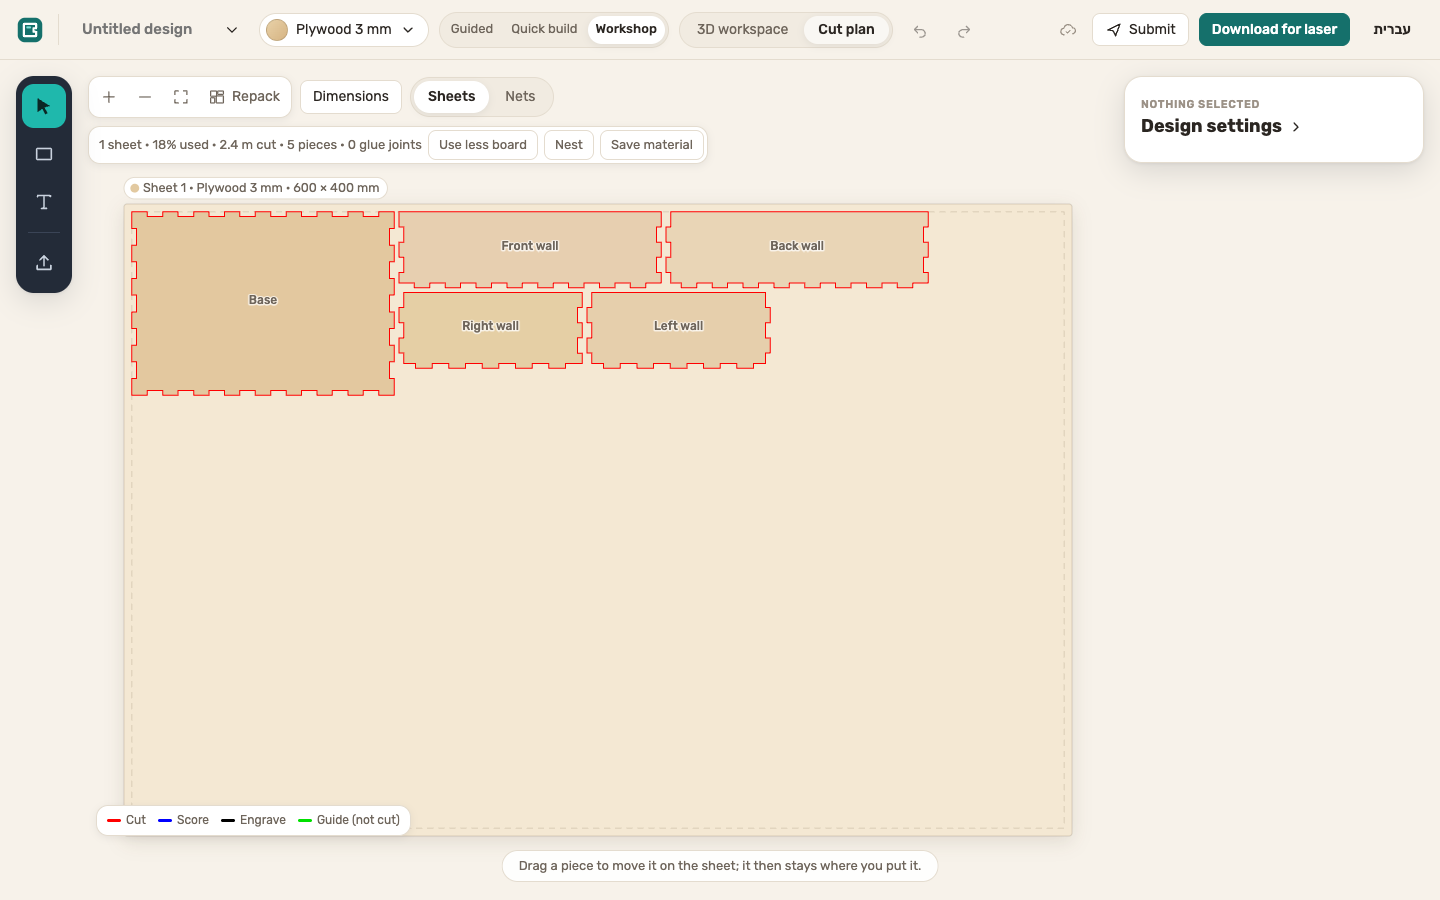 Untitled design
Plywood 3 mm
Guided
Quick build
Workshop
3D workspace
Cut plan
Submit
Download for laser
עברית
Repack
Dimensions
Sheets
Nets
NOTHING SELECTED
Design settings
1 sheet • 18% used • 2.4 m cut • 5 pieces • 0 glue joints
Use less board
Nest
Save material
Sheet 1 • Plywood 3 mm • 600 × 400 mm
Base
Front wall
Back wall
Right wall
Left wall
Cut
Score
Engrave
Guide (not cut)
Drag a piece to move it on the sheet; it then stays where you put it.